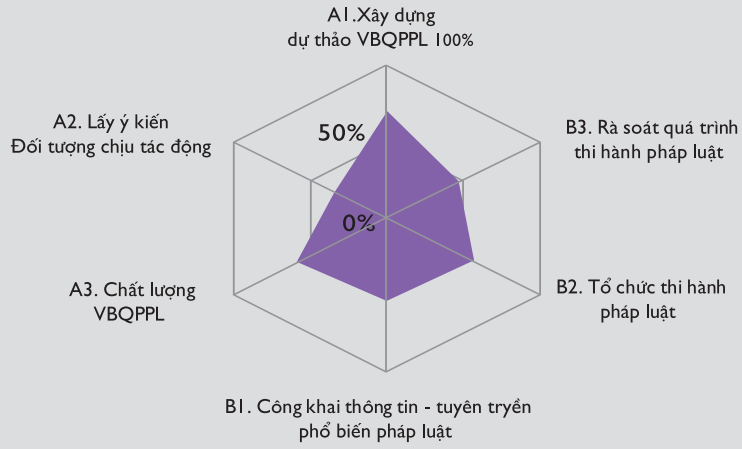 A1.Xây dựng
dự thảo VBQPPL 100%
A2. Lấy ý kiến
Đối tượng chịu tác động
50%
B3. Rà soát quá trình
thi hành pháp luật
0%
A3. Chất lượng
VBQPPL
B2. Tổ chức thi hành
pháp luật
B1. Công khai thông tin - tuyên tryền
phổ biến pháp luật